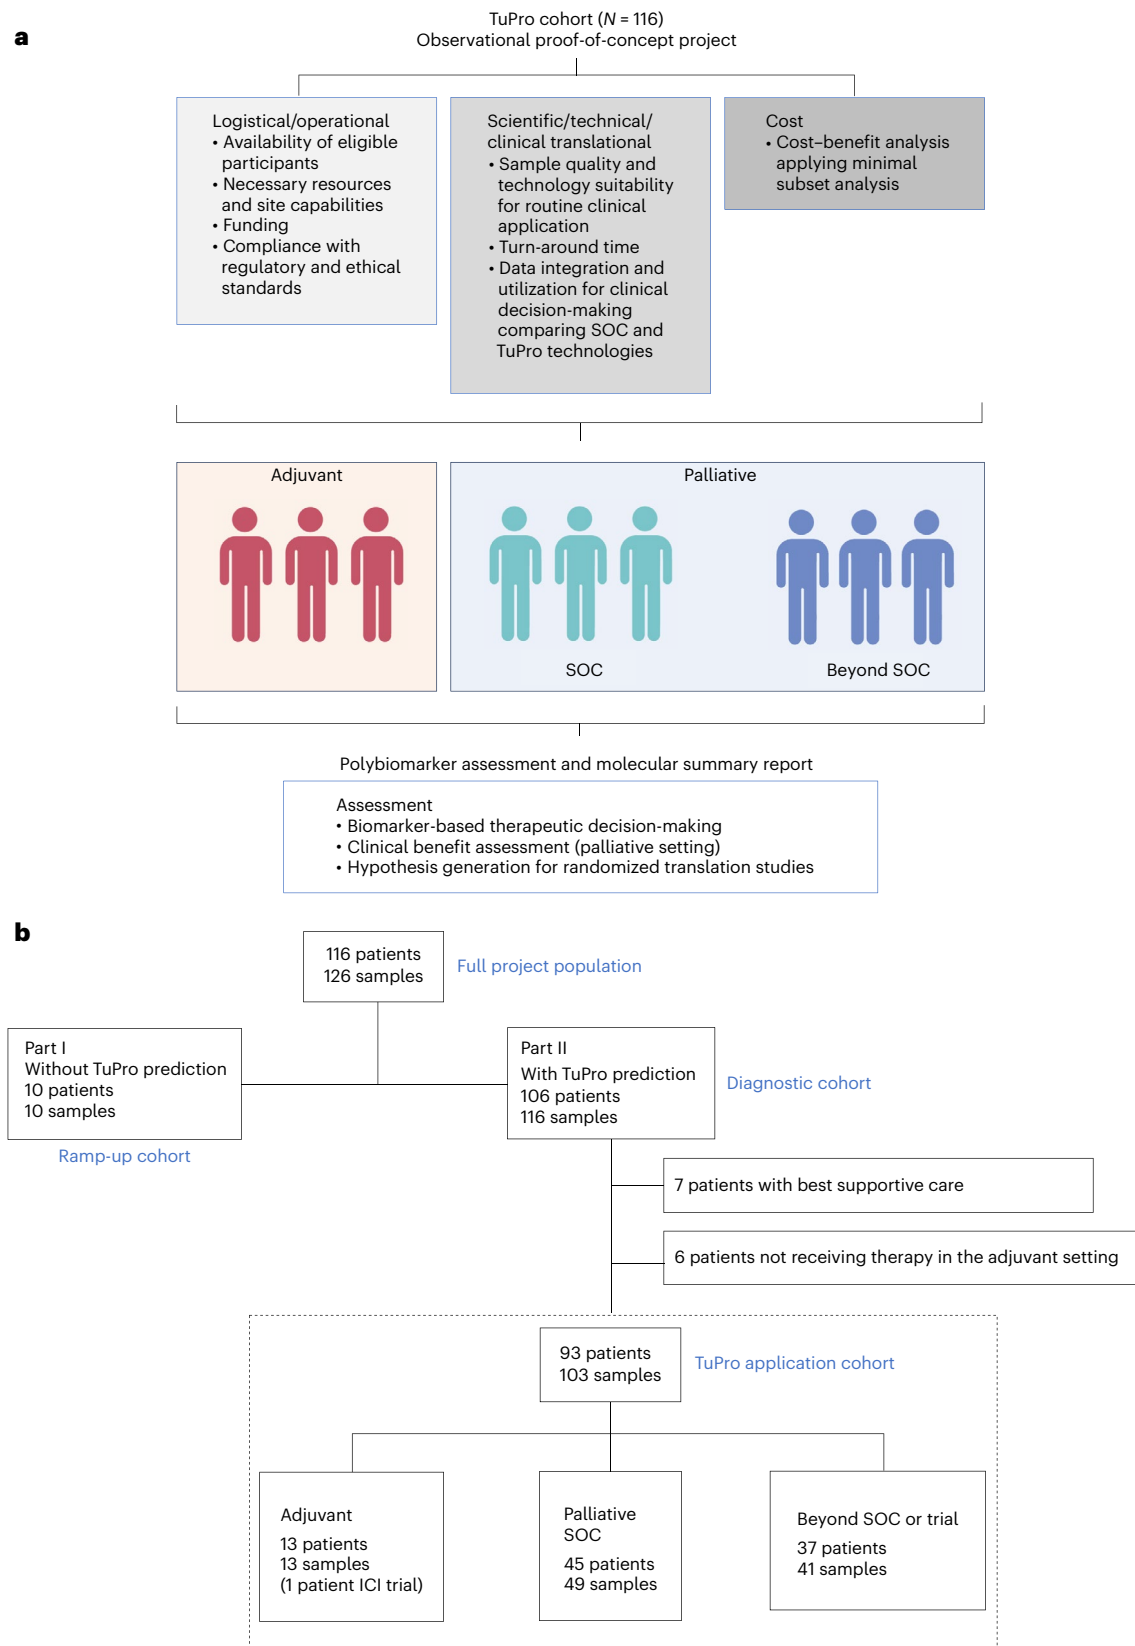 a
TuPro cohort (N = 116)
Observational proof-of-concept project
Logistical/operational
• Availability of eligible
participants
• Necessary resources
and site capabilities
• Funding
• Compliance with
regulatory and ethical
standards
Scientific/technical/
clinical translational
• Sample quality and
technology suitability
for routine clinical
application
• Turn-around time
• Data integration and
utilization for clinical
decision-making
comparing SOC and
TuPro technologies
Cost
• Cost–benefit analysis
applying minimal
subset analysis
Adjuvant
Palliative
SOC
Beyond SOC
Polybiomarker assessment and molecular summary report
Assessment
• Biomarker-based therapeutic decision-making
• Clinical benefit assessment (palliative setting)
• Hypothesis generation for randomized translation studies
b
116 patients
126 samples
Full project population
Part I
Without TuPro prediction
10 patients
10 samples
Ramp-up cohort
Part II
With TuPro prediction
106 patients
116 samples
Diagnostic cohort
7 patients with best supportive care
6 patients not receiving therapy in the adjuvant setting
93 patients
103 samples
TuPro application cohort
Adjuvant
13 patients
13 samples
(1 patient ICI trial)
Palliative
SOC
45 patients
49 samples
Beyond SOC or trial
37 patients
41 samples